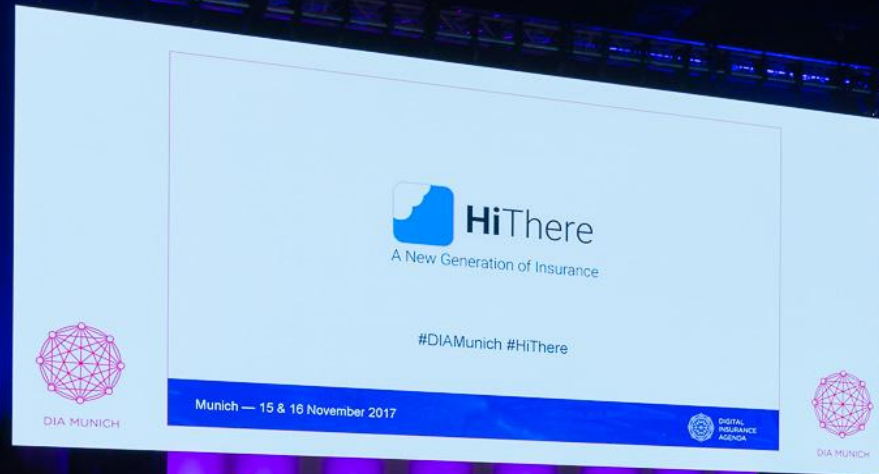 HiThere
A New Generation of Insurance
#DIAMunich #HiThere
Munich — 15 & 16 November 2017
DIGITAL
INSURANCE
AGENDA
DIA MUNICH
DIA MUNICH